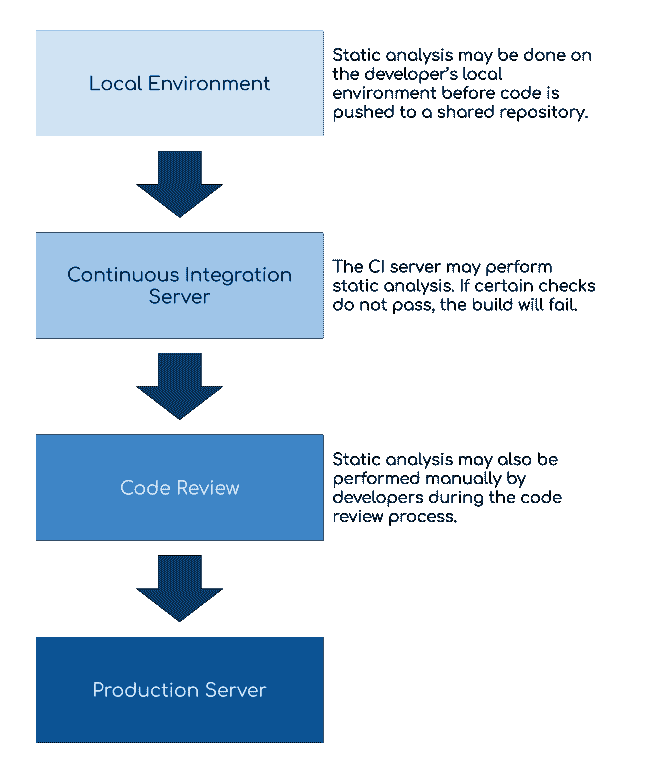 Local Environment
Static analysis may be done on
the developer's local
environment before code is
pushed to a shared repository.
Continuous Integration
Server
The CI server may perform
static analysis. If certain checks
do not pass, the build will fail.
Code Review
Static analysis may also be
performed manually by
developers during the code
review process.
Production Server